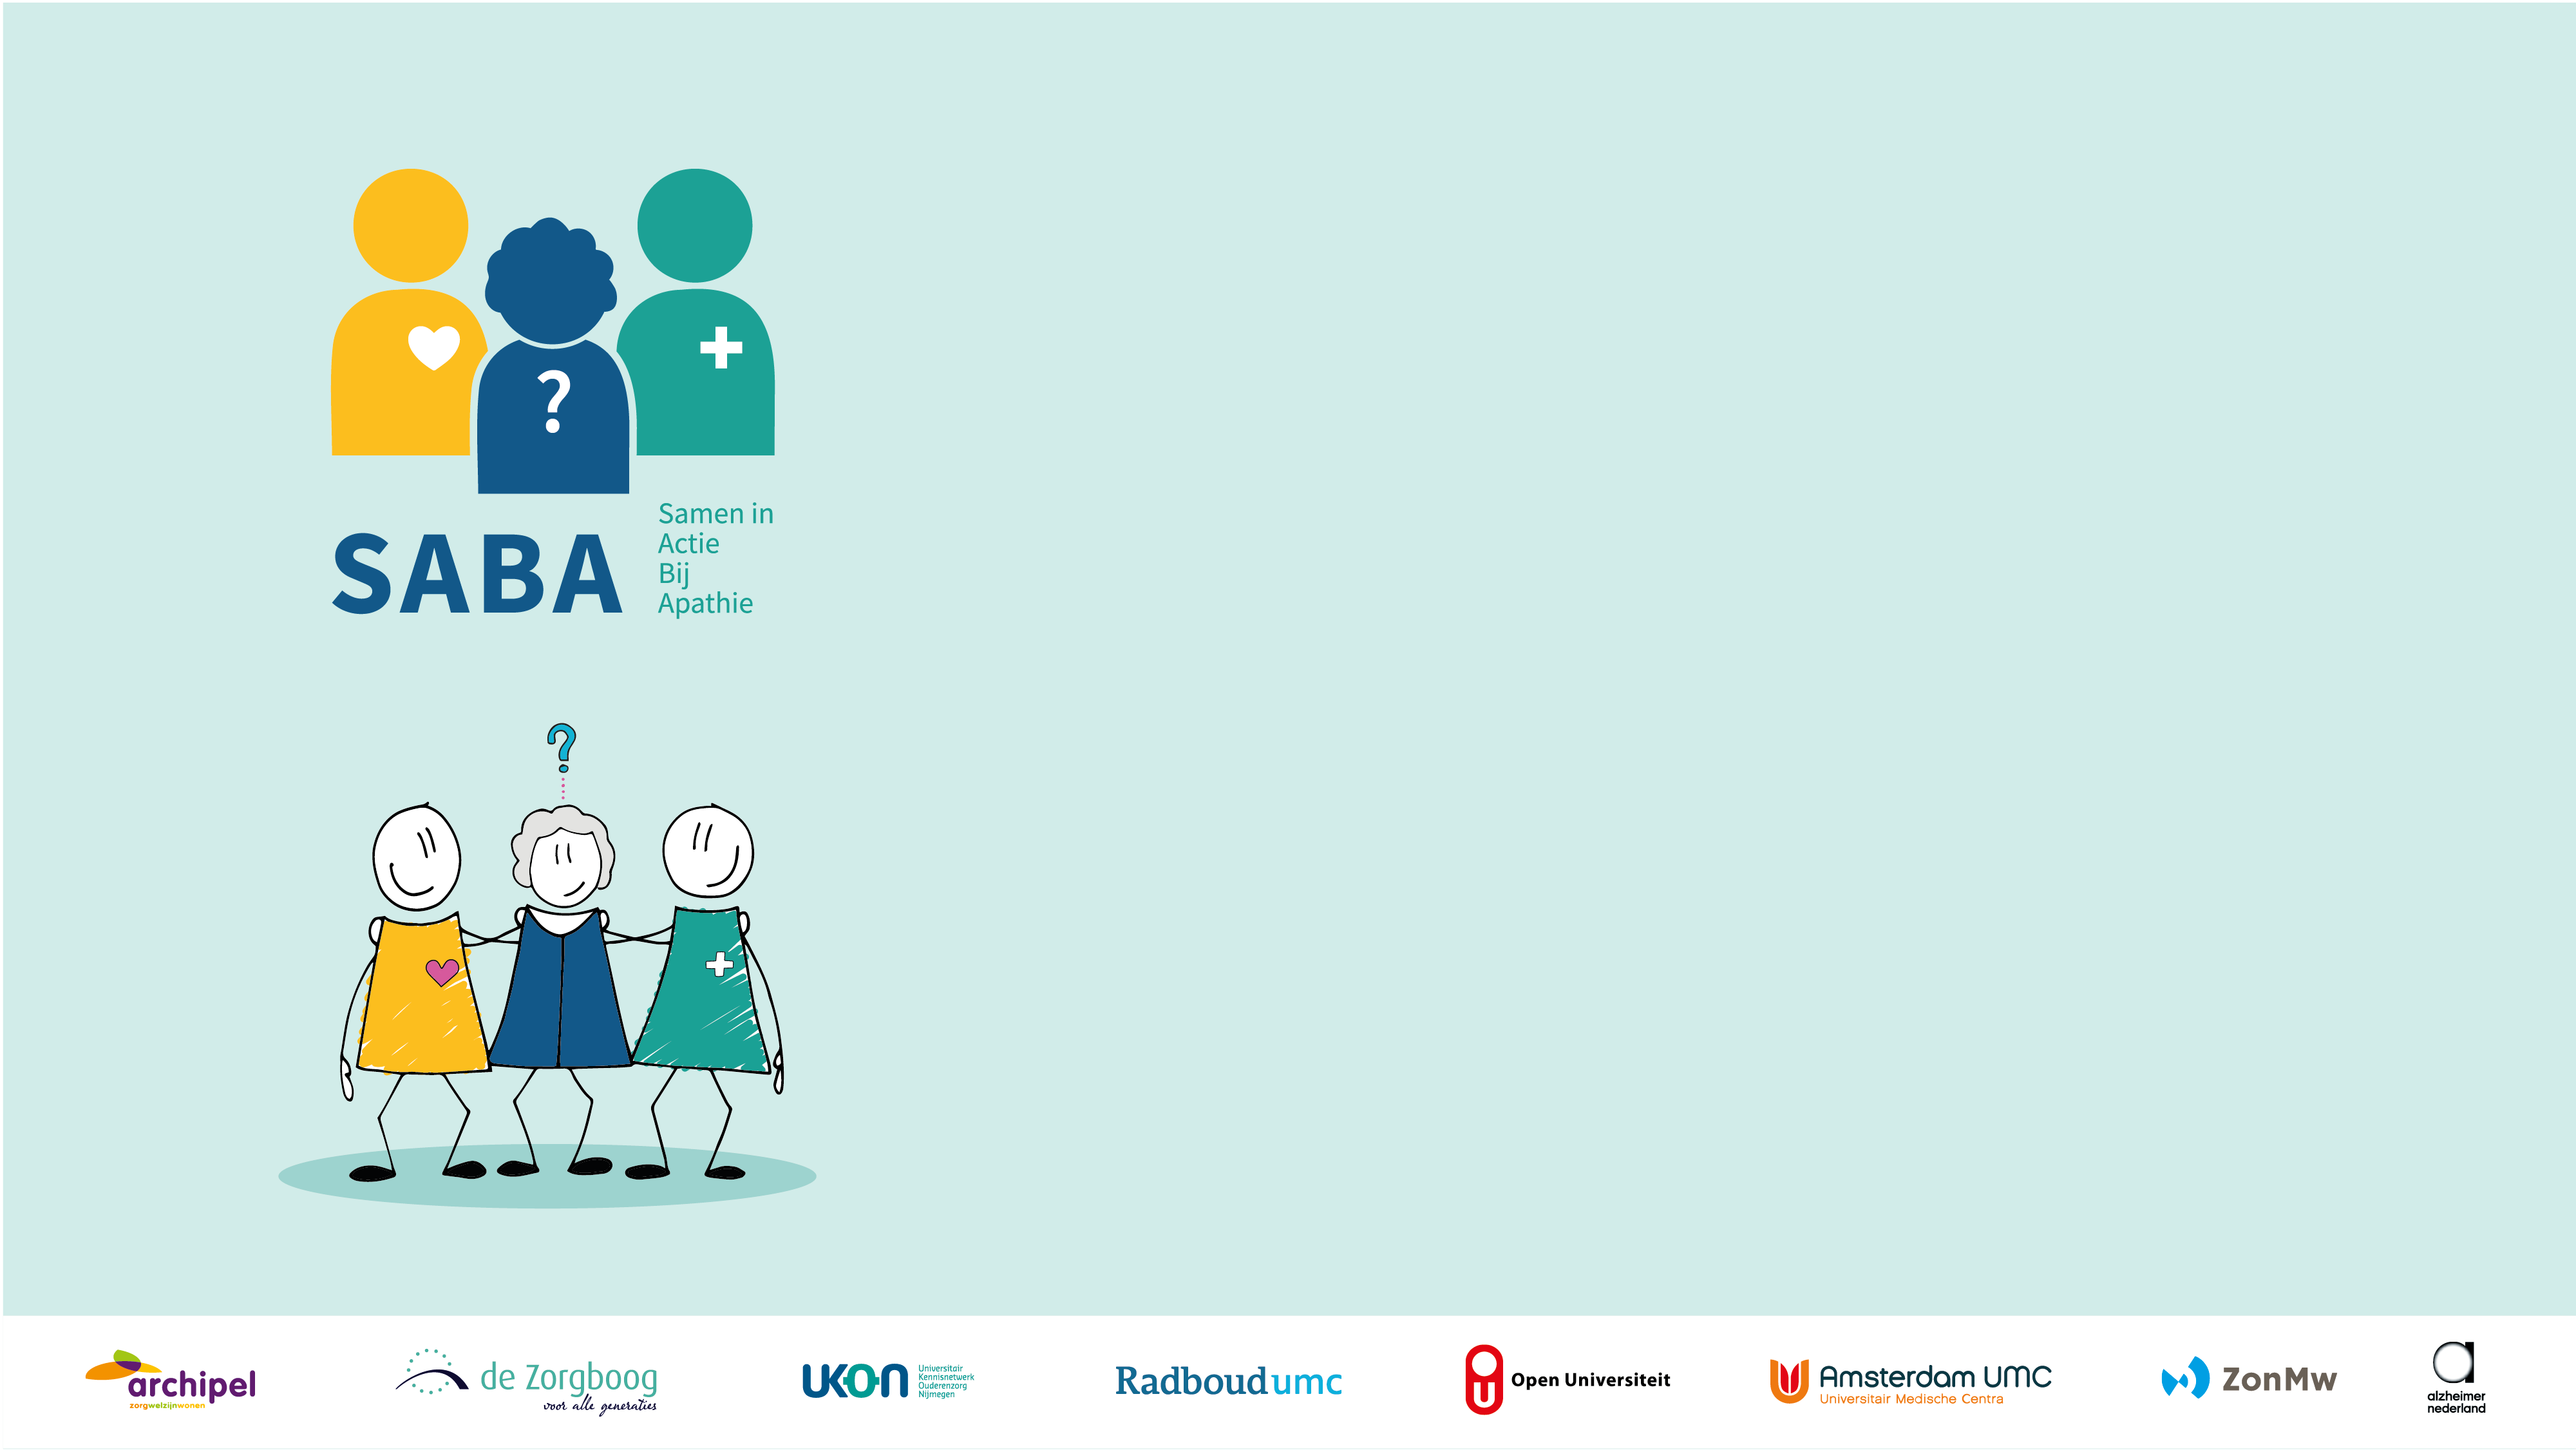 ?
SABA
Samen in
Actie
Bij
Apathie
?
archipel
zorgwelzijnwonen
de Zorgboog
voor alle generaties
UKON
Universitair
Kennisnetwerk
Ouderenzorg
Nijmegen
Radboudumc
OU
Open Universiteit
Amsterdam UMC
Universitair Medische Centra
ZonMw
alzheimer
nederland